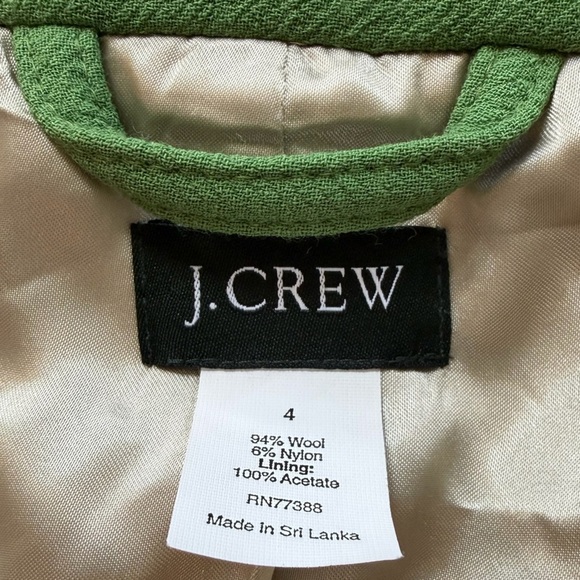 J.CREW
4
94% Wool
6% Nylon
Lining:
100% Acetate
RN77388
Made In Sri Lanka